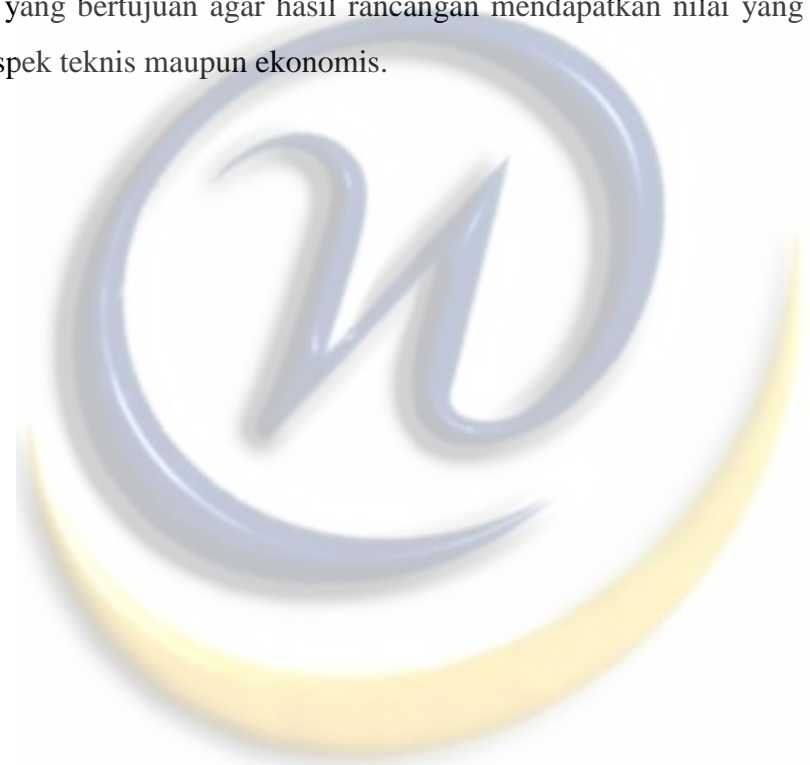 yang bertujuan agar hasil rancangan mendapatkan nilai yang
spek teknis maupun ekonomis.